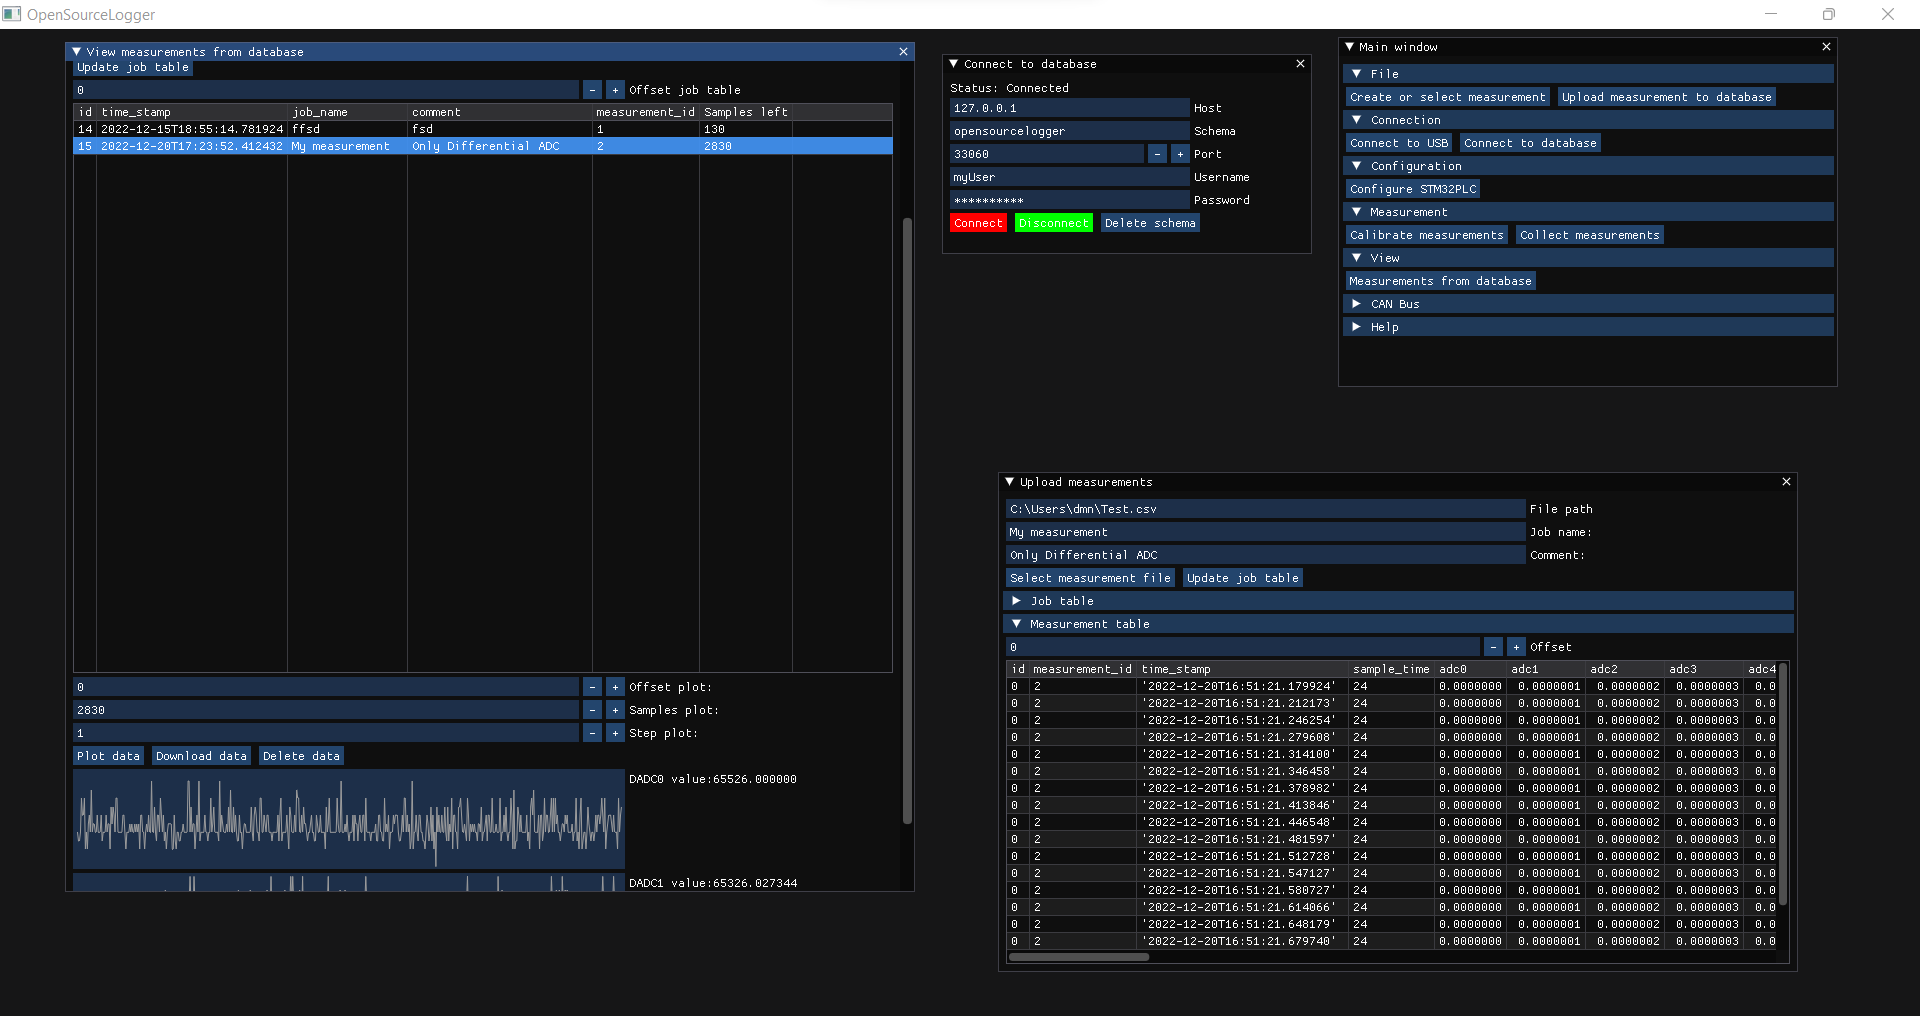 OpenSourceLogger
View measurements from database
Update job table
0 - + Offset job table
id time_stamp job_name comment measurement_id Samples left
14 2022-12-15T18:55:14.781924 ffsd fsd 1 130
15 2022-12-20T17:23:52.412432 My measurement Only Differential ADC 2 2830
0 - + Offset plot:
2830 - + Samples plot:
1 - + Step plot:
Plot data Download data Delete data
DADC0 value:65526.000000
DADC1 value:65326.027344
Connect to database
Status: Connected
127.0.0.1 Host
opensourcelogger Schema
33060 - + Port
myUser Username
********** Password
Connect Disconnect Delete schema
Main window
File
Create or select measurement Upload measurement to database
Connection
Connect to USB Connect to database
Configuration
Configure STM32PLC
Measurement
Calibrate measurements Collect measurements
View
Measurements from database
CAN Bus
Help
Upload measurements
C:\Users\dmn\Test.csv File path
My measurement Job name:
Only Differential ADC Comment:
Select measurement file Update job table
Job table
Measurement table
0 - + Offset
id measurement_id time_stamp sample_time adc0 adc1 adc2 adc3 adc4
0 2 '2022-12-20T16:51:21.179924' 24 0.0000000 0.0000001 0.0000002 0.0000003 0.0
0 2 '2022-12-20T16:51:21.212173' 24 0.0000000 0.0000001 0.0000002 0.0000003 0.0
0 2 '2022-12-20T16:51:21.246254' 24 0.0000000 0.0000001 0.0000002 0.0000003 0.0
0 2 '2022-12-20T16:51:21.279608' 24 0.0000000 0.0000001 0.0000002 0.0000003 0.0
0 2 '2022-12-20T16:51:21.314100' 24 0.0000000 0.0000001 0.0000002 0.0000003 0.0
0 2 '2022-12-20T16:51:21.346458' 24 0.0000000 0.0000001 0.0000002 0.0000003 0.0
0 2 '2022-12-20T16:51:21.378982' 24 0.0000000 0.0000001 0.0000002 0.0000003 0.0
0 2 '2022-12-20T16:51:21.413846' 24 0.0000000 0.0000001 0.0000002 0.0000003 0.0
0 2 '2022-12-20T16:51:21.446548' 24 0.0000000 0.0000001 0.0000002 0.0000003 0.0
0 2 '2022-12-20T16:51:21.481597' 24 0.0000000 0.0000001 0.0000002 0.0000003 0.0
0 2 '2022-12-20T16:51:21.512728' 24 0.0000000 0.0000001 0.0000002 0.0000003 0.0
0 2 '2022-12-20T16:51:21.547127' 24 0.0000000 0.0000001 0.0000002 0.0000003 0.0
0 2 '2022-12-20T16:51:21.580727' 24 0.0000000 0.0000001 0.0000002 0.0000003 0.0
0 2 '2022-12-20T16:51:21.614066' 24 0.0000000 0.0000001 0.0000002 0.0000003 0.0
0 2 '2022-12-20T16:51:21.648179' 24 0.0000000 0.0000001 0.0000002 0.0000003 0.0
0 2 '2022-12-20T16:51:21.679740' 24 0.0000000 0.0000001 0.0000002 0.0000003 0.0